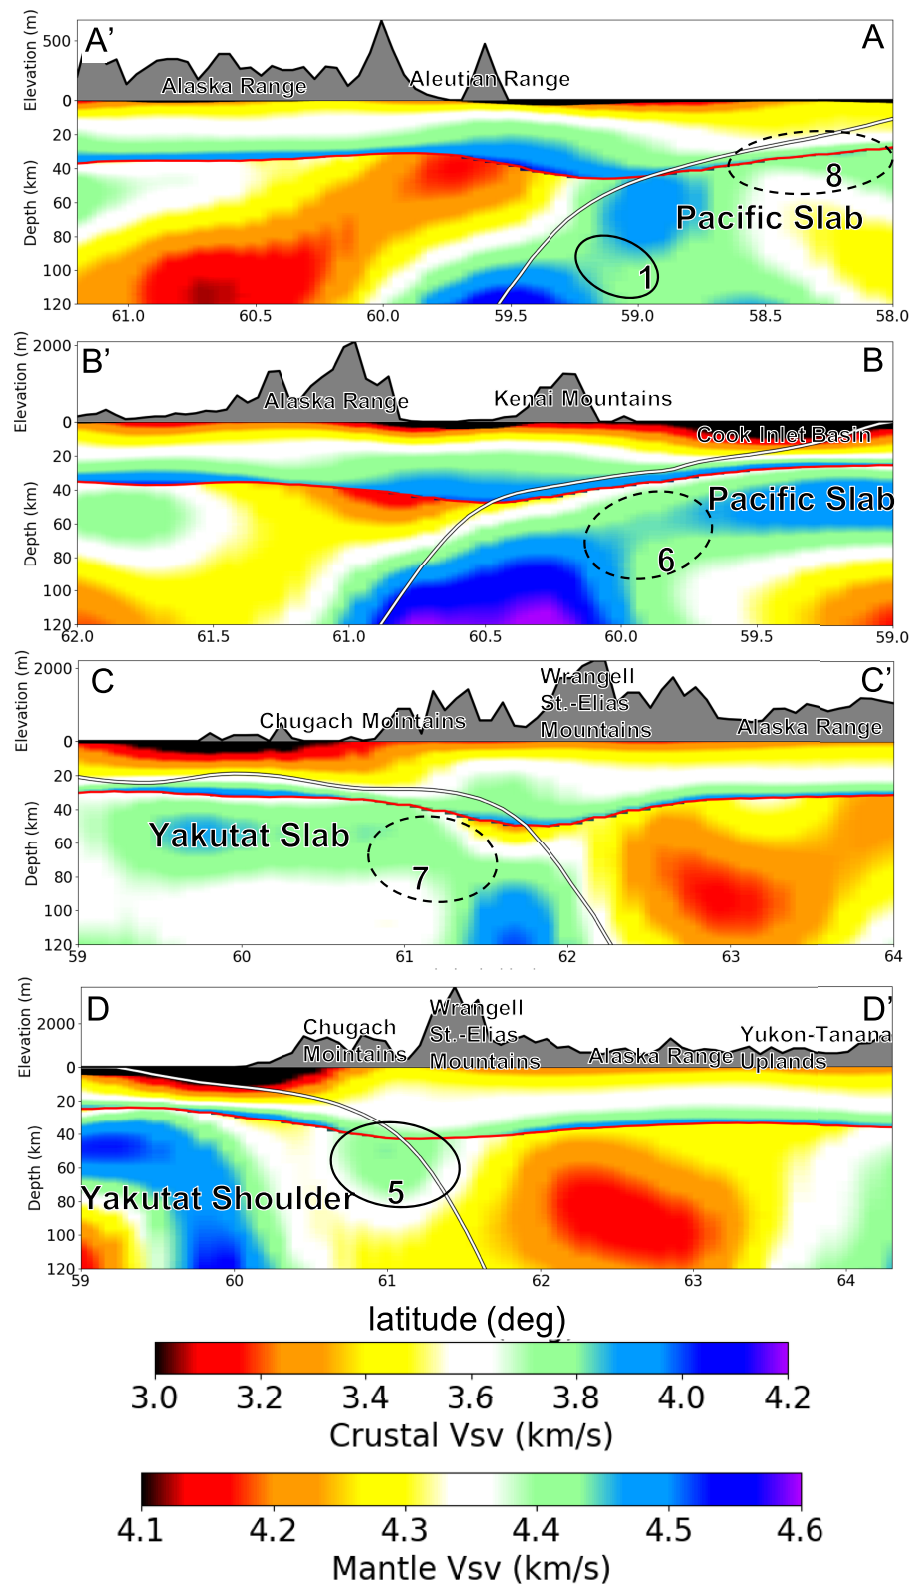 A’
A
Elevation (m)
500
0
Alaska Range
Aleutian Range
Depth (km)
20
40
60
80
100
120
8
Pacific Slab
1
61.0 60.5 60.0 59.5 59.0 58.5 58.0
B’
B
Elevation (m)
2000
0
Alaska Range
Kenai Mountains
Cook Inlet Basin
Depth (km)
20
40
60
80
100
120
Pacific Slab
6
62.0 61.5 61.0 60.5 60.0 59.5 59.0
C
C’
Elevation (m)
2000
0
Chugach Mointains
Wrangell
St.-Elias
Mountains
Alaska Range
Depth (km)
20
40
60
80
100
120
Yakutat Slab
7
59 60 61 62 63 64
D
D’
Elevation (m)
2000
0
Chugach
Mointains
Wrangell
St.-Elias
Mountains
Alaska Range
Yukon-Tanana
Uplands
Depth (km)
20
40
60
80
100
120
Yakutat Shoulder
5
59 60 61 62 63 64
latitude (deg)
3.0 3.2 3.4 3.6 3.8 4.0 4.2
Crustal Vsv (km/s)
4.1 4.2 4.3 4.4 4.5 4.6
Mantle Vsv (km/s)